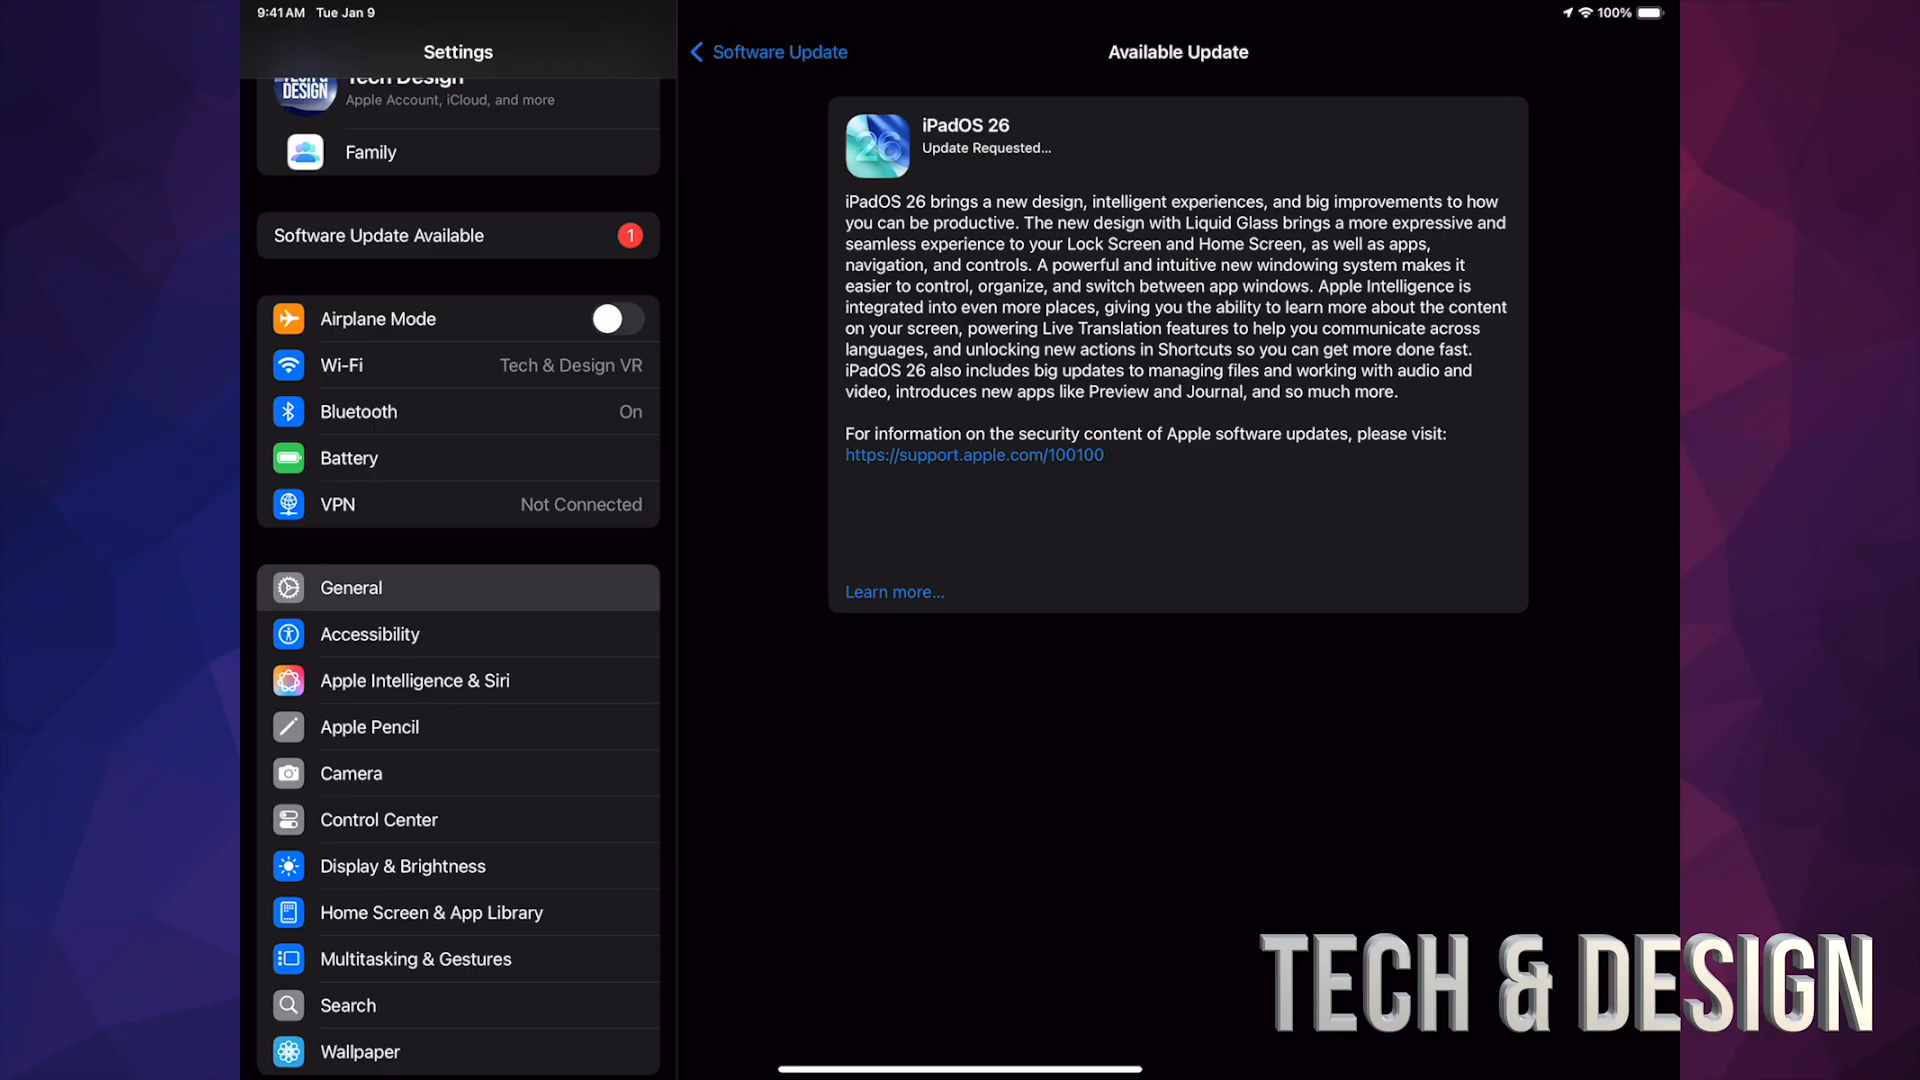 9:41 AM Tue Jan 9
100%
Settings
Tech Design
TECH &
DESIGN
Apple Account, iCloud, and more
Family
Software Update Available
1
Airplane Mode
Wi-Fi
Tech & Design VR
Bluetooth
On
Battery
VPN
Not Connected
General
Accessibility
Apple Intelligence & Siri
Apple Pencil
Camera
Control Center
Display & Brightness
Home Screen & App Library
Multitasking & Gestures
Search
Wallpaper
Software Update
Available Update
26
iPadOS 26
Update Requested...
iPadOS 26 brings a new design, intelligent experiences, and big improvements to how
you can be productive. The new design with Liquid Glass brings a more expressive and
seamless experience to your Lock Screen and Home Screen, as well as apps,
navigation, and controls. A powerful and intuitive new windowing system makes it
easier to control, organize, and switch between app windows. Apple Intelligence is
integrated into even more places, giving you the ability to learn more about the content
on your screen, powering Live Translation features to help you communicate across
languages, and unlocking new actions in Shortcuts so you can get more done fast.
iPadOS 26 also includes big updates to managing files and working with audio and
video, introduces new apps like Preview and Journal, and so much more.
For information on the security content of Apple software updates, please visit:
https://support.apple.com/100100
Learn more...
TECH & DESIGN